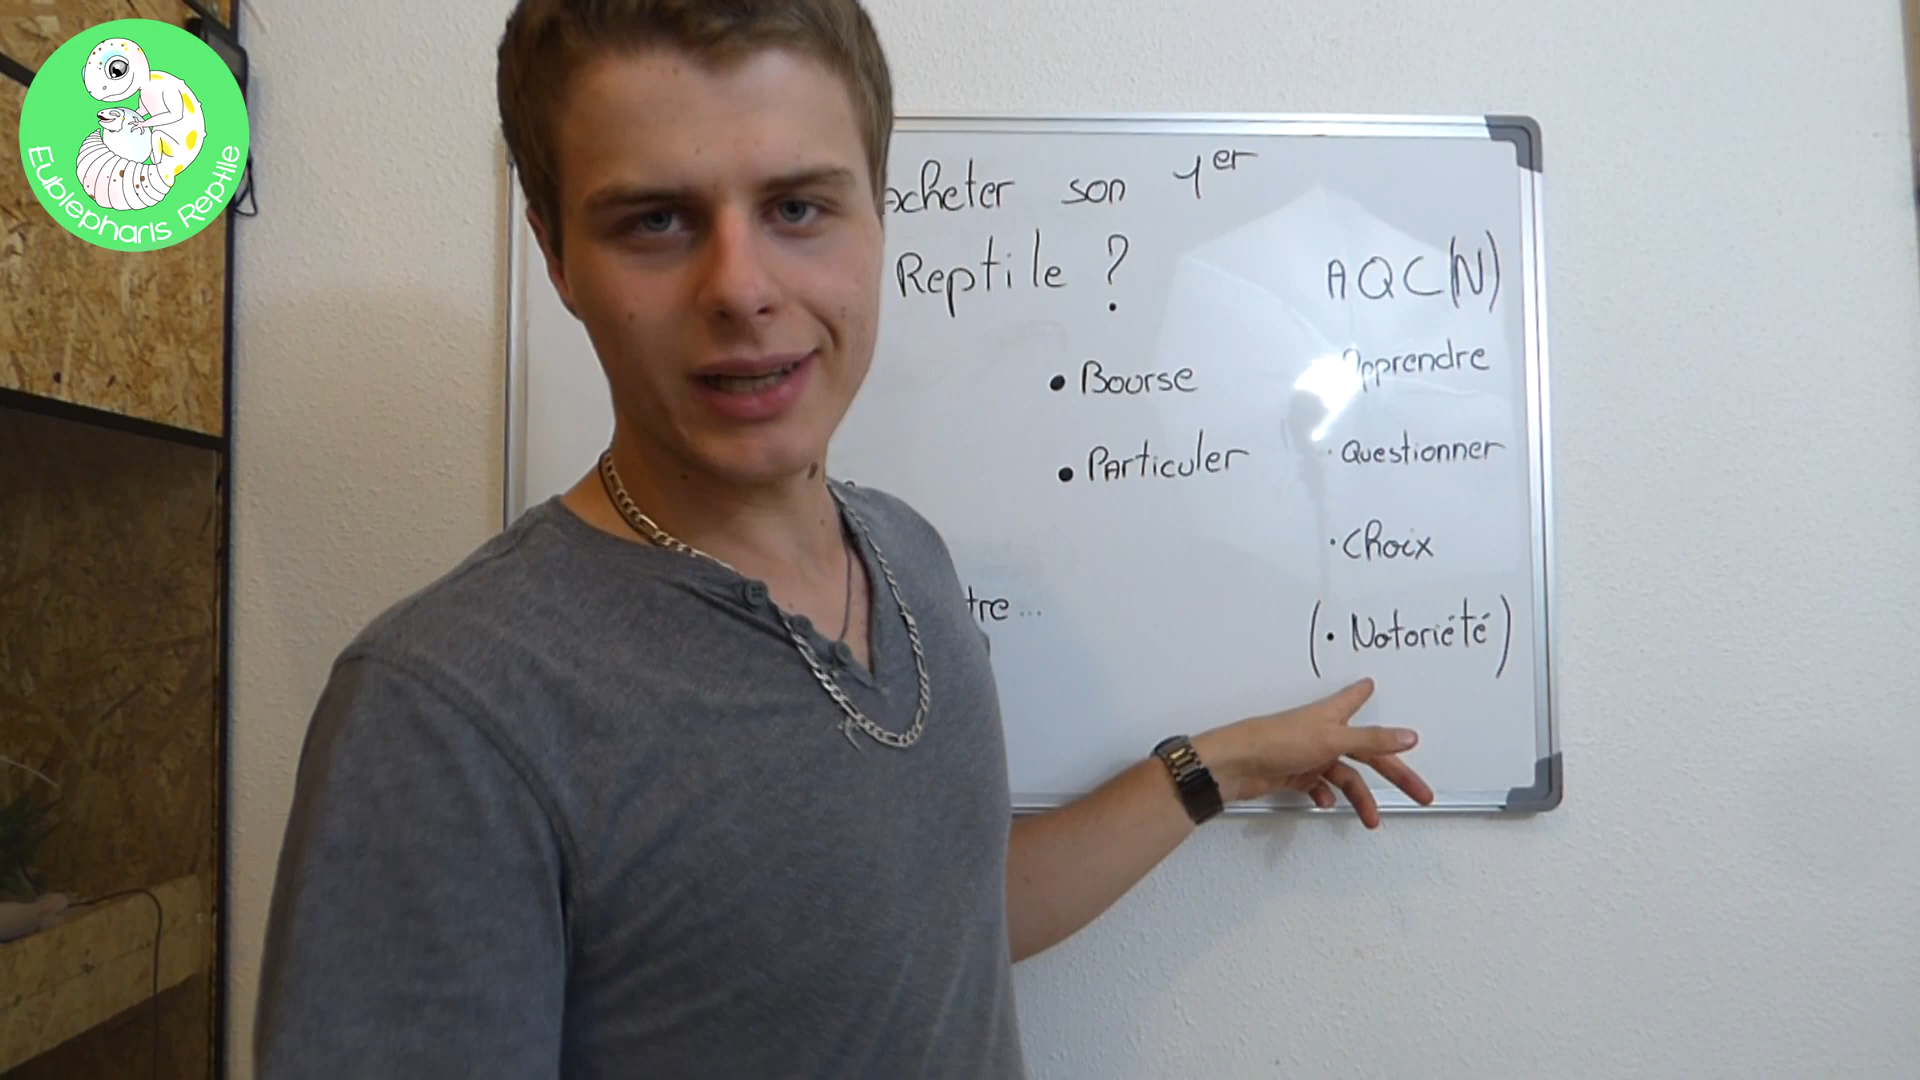 Eublepharis Reptile
acheter son 1er
Reptile ?
AQC(N)
• Bourse
• Particuler
Apprendre
• Questionner
• Choix
(• Notoriété)
tre ...